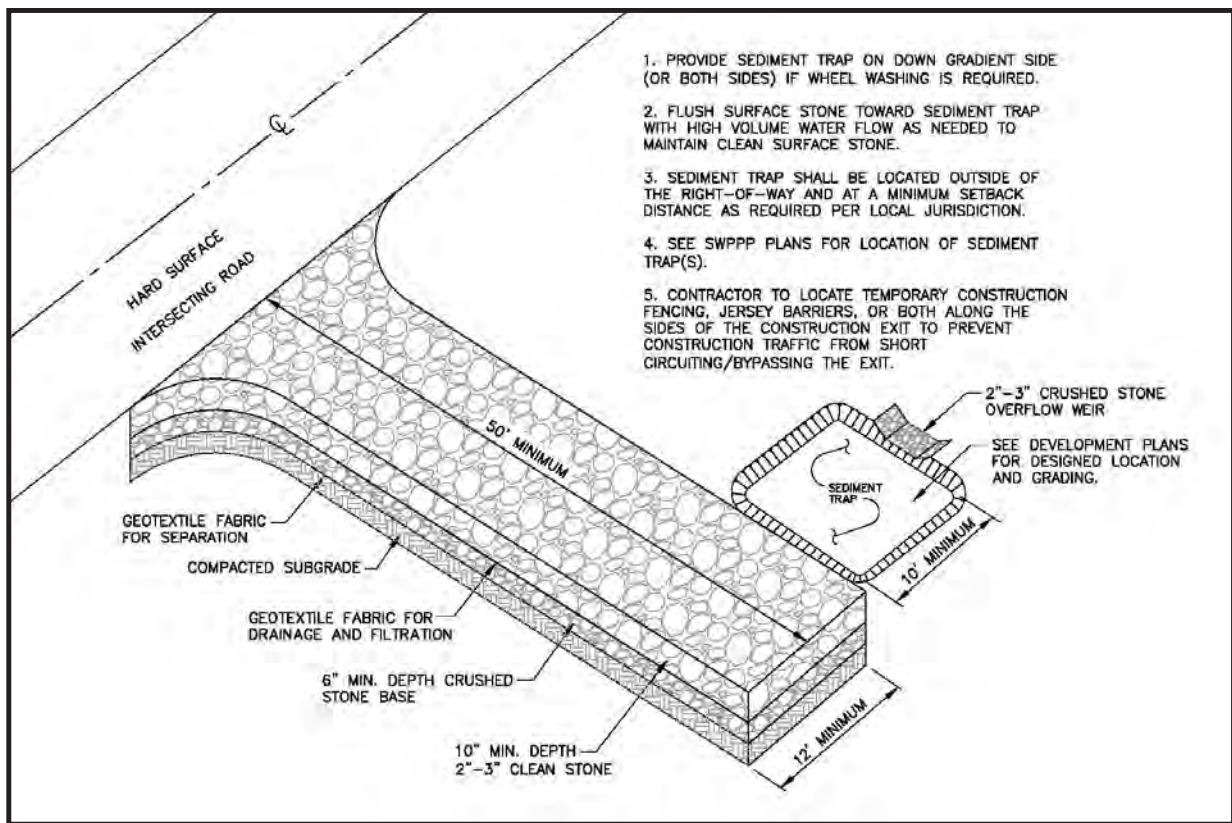 1. PROVIDE SEDIMENT TRAP ON DOWN GRADIENT SIDE
(OR BOTH SIDES) IF WHEEL WASHING IS REQUIRED.
2. FLUSH SURFACE STONE TOWARD SEDIMENT TRAP
WITH HIGH VOLUME WATER FLOW AS NEEDED TO
MAINTAIN CLEAN SURFACE STONE.
3. SEDIMENT TRAP SHALL BE LOCATED OUTSIDE OF
THE RIGHT-OF-WAY AND AT A MINIMUM SETBACK
DISTANCE AS REQUIRED PER LOCAL JURISDICTION.
4. SEE SWPPP PLANS FOR LOCATION OF SEDIMENT
TRAP(S).
5. CONTRACTOR TO LOCATE TEMPORARY CONSTRUCTION
FENCING, JERSEY BARRIERS, OR BOTH ALONG THE
SIDES OF THE CONSTRUCTION EXIT TO PREVENT
CONSTRUCTION TRAFFIC FROM SHORT
CIRCUITING/BYPASSING THE EXIT.
℄
HARD SURFACE
INTERSECTING ROAD
50' MINIMUM
2"-3" CRUSHED STONE
OVERFLOW WEIR
SEE DEVELOPMENT PLANS
FOR DESIGNED LOCATION
AND GRADING.
SEDIMENT
TRAP
10' MINIMUM
GEOTEXTILE FABRIC
FOR SEPARATION
COMPACTED SUBGRADE
GEOTEXTILE FABRIC FOR
DRAINAGE AND FILTRATION
6" MIN. DEPTH CRUSHED
STONE BASE
10" MIN. DEPTH
2"-3" CLEAN STONE
12' MINIMUM